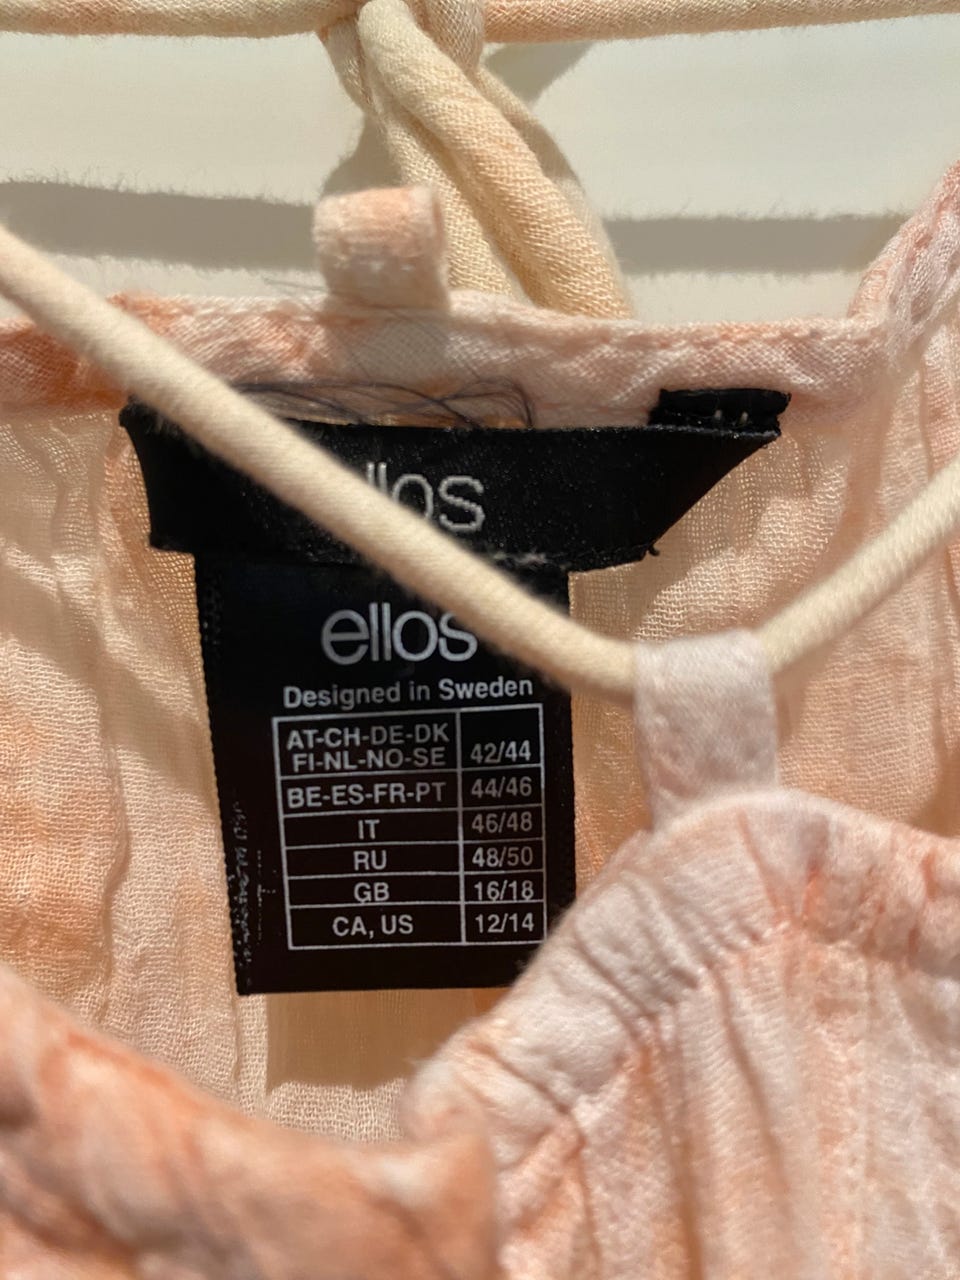 ellos
ellos
Designed in Sweden
AT-CH-DE-DK
FI-NL-NO-SE 42/44
BE-ES-FR-PT 44/46
IT 46/48
RU 48/50
GB 16/18
CA, US 12/14